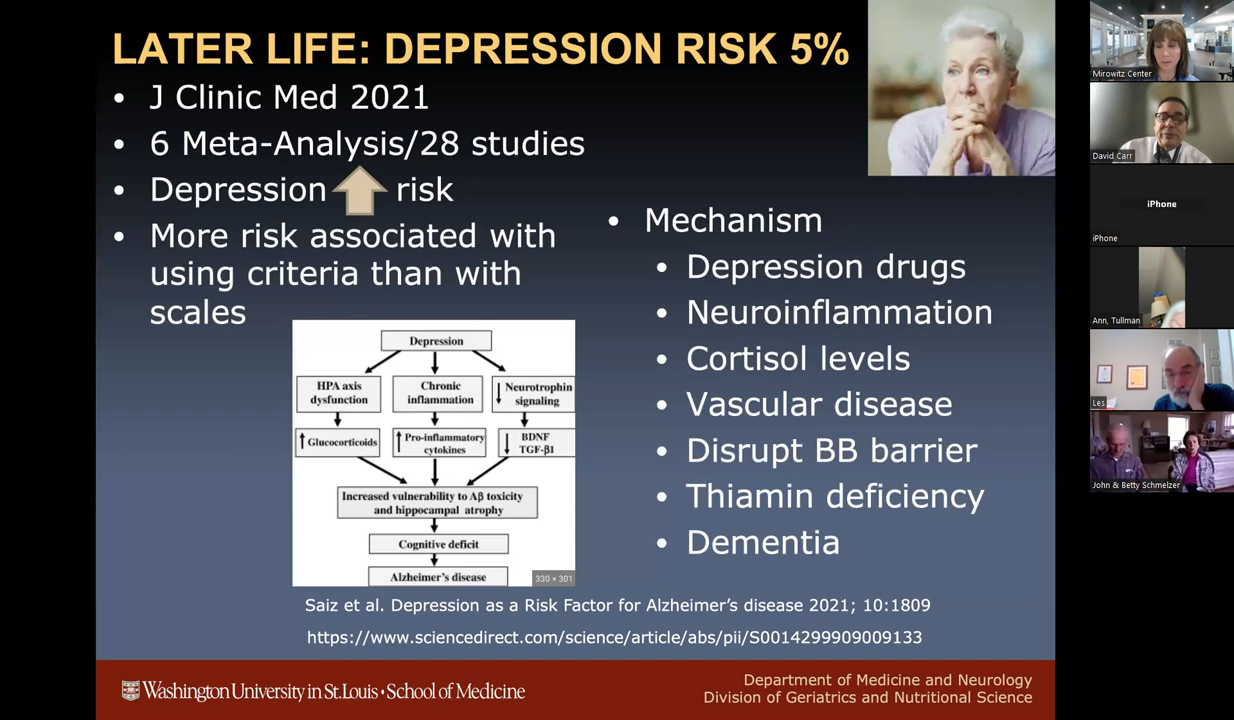 LATER LIFE: DEPRESSION RISK 5%
• J Clinic Med 2021
• 6 Meta-Analysis/28 studies
• Depression risk
• More risk associated with
using criteria than with
scales
• Mechanism
• Depression drugs
• Neuroinflammation
• Cortisol levels
• Vascular disease
• Disrupt BB barrier
• Thiamin deficiency
• Dementia
Depression
HPA axis
dysfunction
Chronic
inflammation
Neurotrophin
signaling
Glucocorticoids
Pro-inflammatory
cytokines
BDNF
TGF-β1
Increased vulnerability to Aβ toxicity
and hippocampal atrophy
Cognitive deficit
Alzheimer's disease
330 × 301
Saiz et al. Depression as a Risk Factor for Alzheimer's disease 2021; 10:1809
https://www.sciencedirect.com/science/article/abs/pii/S0014299909009133
Washington University in St. Louis • School of Medicine
Department of Medicine and Neurology
Division of Geriatrics and Nutritional Science
Mirowitz Center
David Carr
iPhone
iPhone
Ann, Tullman
Les
John & Betty Schmelzer